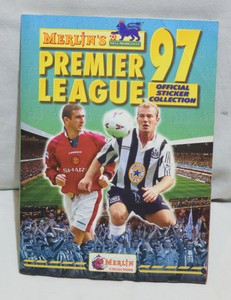 MERLIN'S
PREMIER
LEAGUE
97
OFFICIAL
STICKER
COLLECTION
SHARP
MERLIN